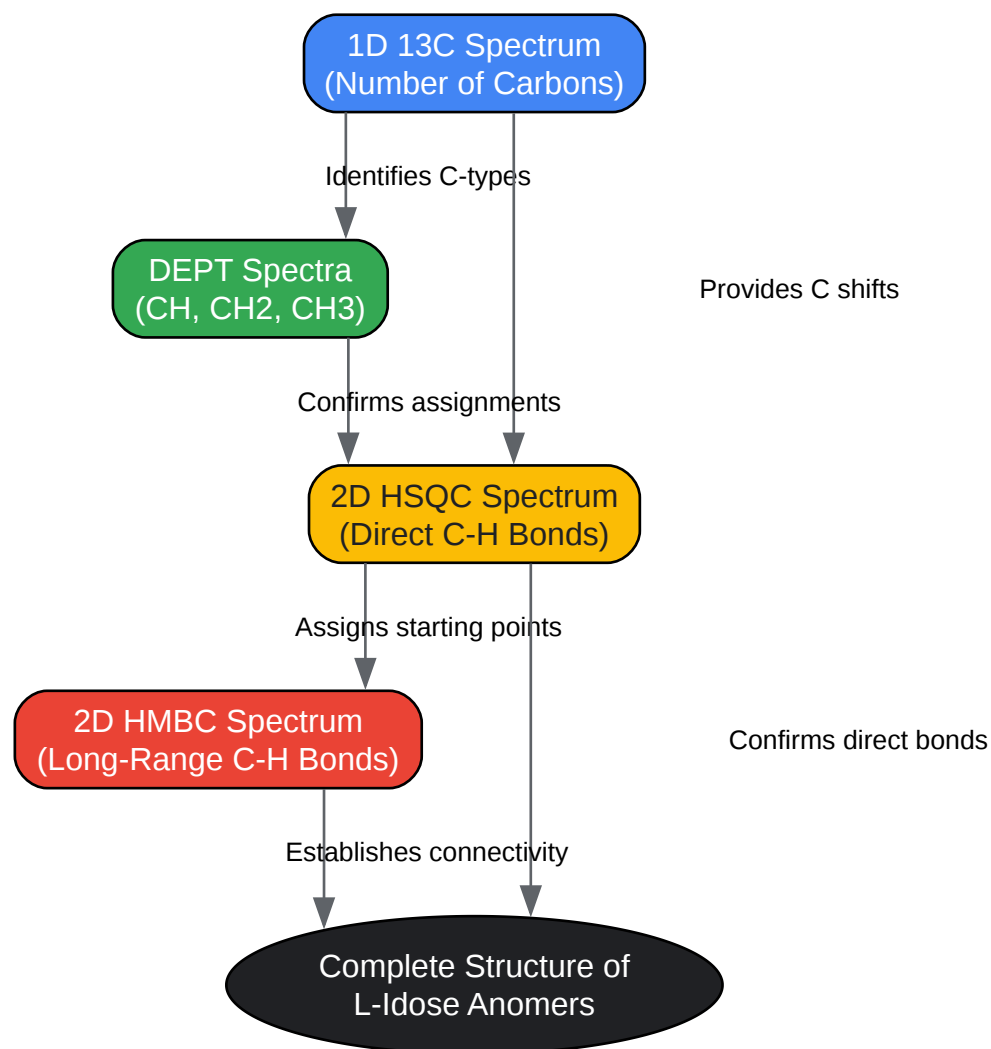 1D 13C Spectrum
(Number of Carbons)
Identifies C-types
DEPT Spectra
(CH, CH2, CH3)
Provides C shifts
Confirms assignments
2D HSQC Spectrum
(Direct C-H Bonds)
Assigns starting points
2D HMBC Spectrum
(Long-Range C-H Bonds)
Confirms direct bonds
Establishes connectivity
Complete Structure of
L-Idose Anomers